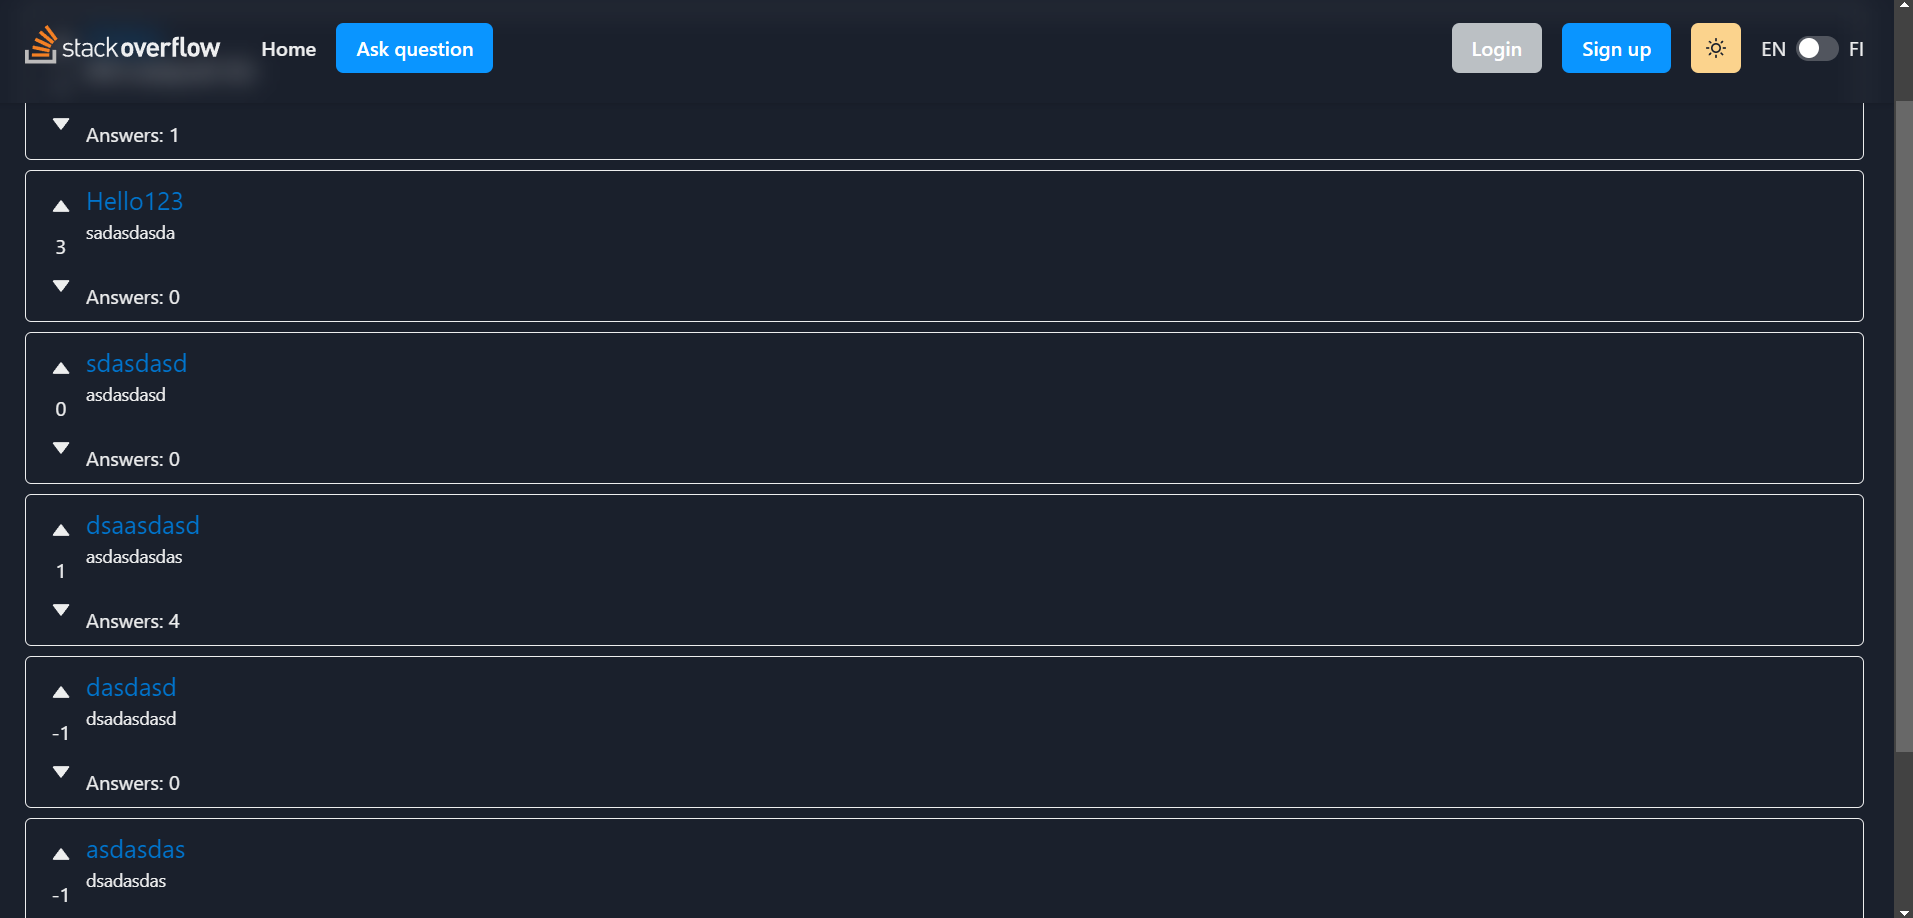 stackoverflow Home Ask question Login Sign up EN FI
Answers: 1
Hello123
sadasdasda
3
Answers: 0
sdasdasd
asdasdasd
0
Answers: 0
dsaasdasd
asdasdasdas
1
Answers: 4
dasdasd
dsadasdasd
-1
Answers: 0
asdasdas
dsadasdas
-1